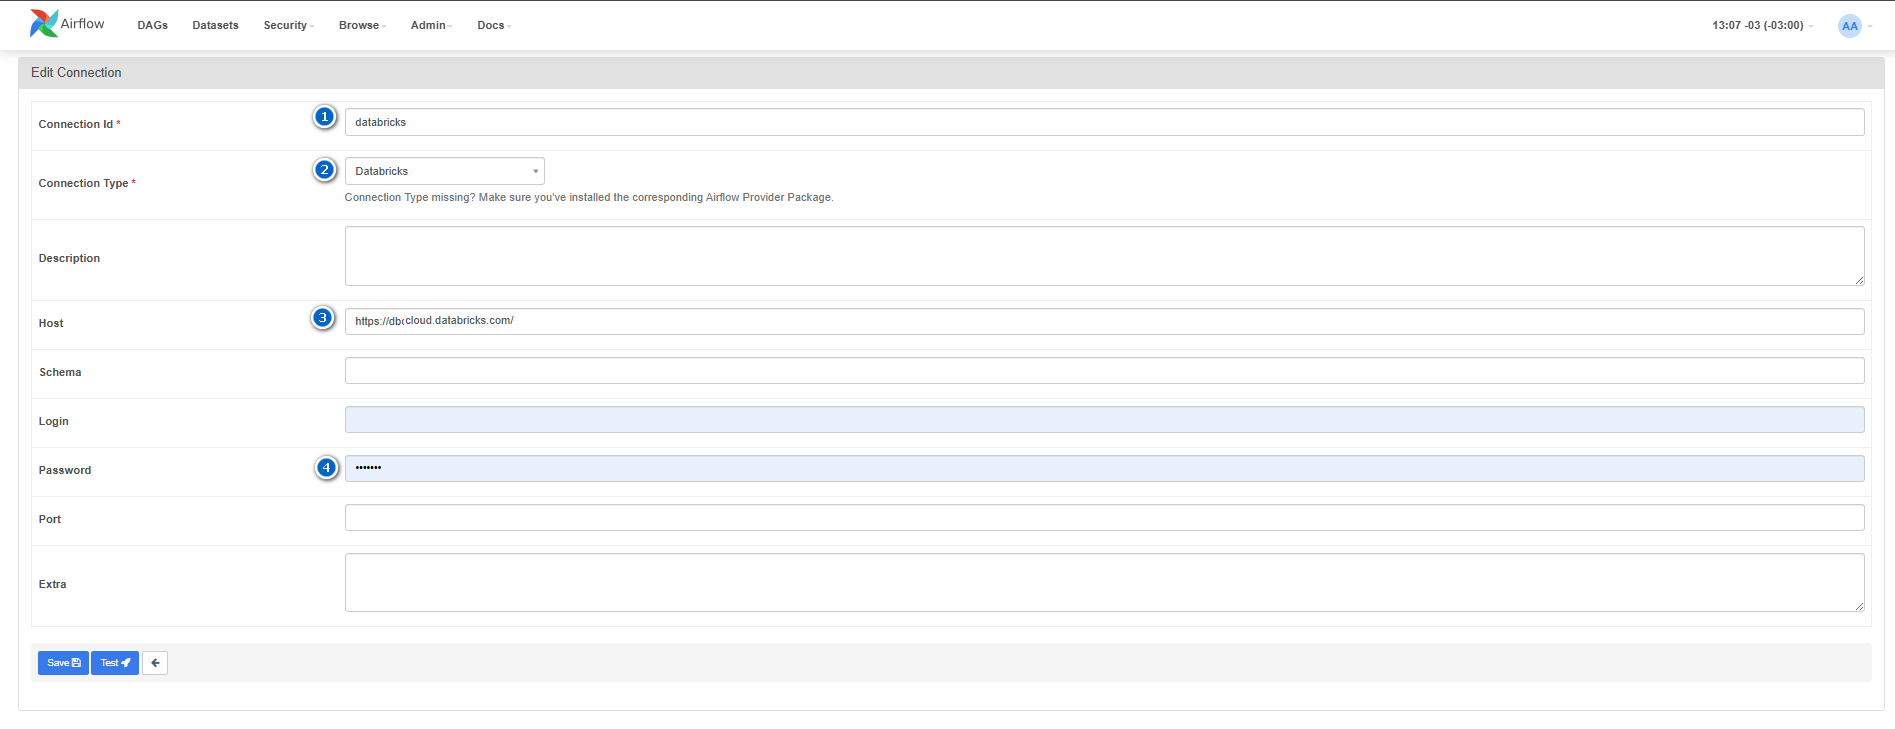 Airflow DAGs Datasets Security Browse Admin Docs 13:07 -03 (-03:00) AA
Edit Connection
Connection Id * 1 databricks
Connection Type * 2 Databricks
Connection Type missing? Make sure you've installed the corresponding Airflow Provider Package.
Description
Host 3 https://dbccloud.databricks.com/
Schema
Login
Password 4 •••••••
Port
Extra
Save Test